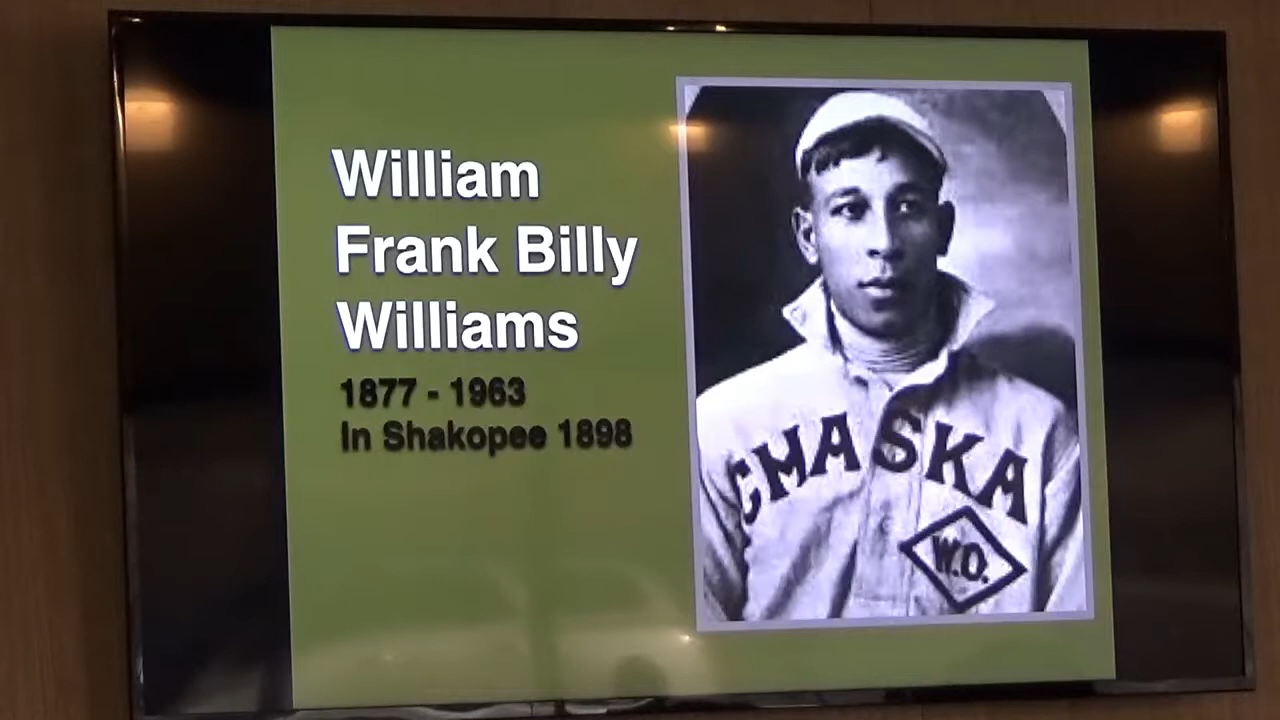 William
Frank Billy
Williams
1877 - 1963
In Shakopee 1898
CHASKA
W.O.